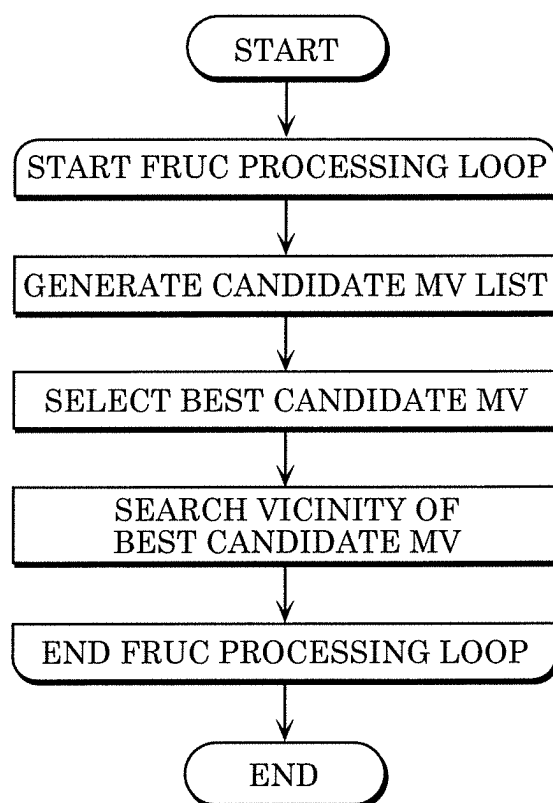 START
START FRUC PROCESSING LOOP
GENERATE CANDIDATE MV LIST
SELECT BEST CANDIDATE MV
SEARCH VICINITY OF
BEST CANDIDATE MV
END FRUC PROCESSING LOOP
END